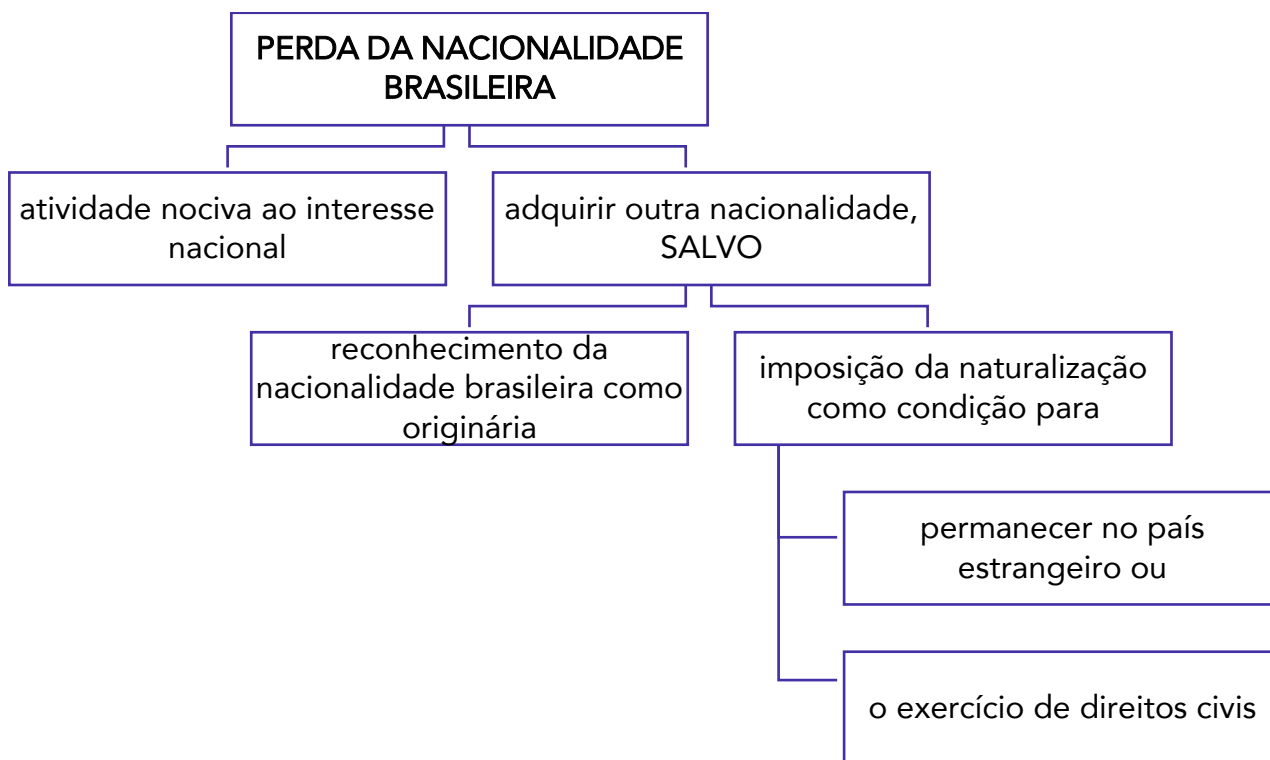 PERDA DA NACIONALIDADE
BRASILEIRA
atividade nociva ao interesse
nacional
adquirir outra nacionalidade,
SALVO
reconhecimento da
nacionalidade brasileira como
originária
imposição da naturalização
como condição para
permanecer no país
estrangeiro ou
o exercício de direitos civis